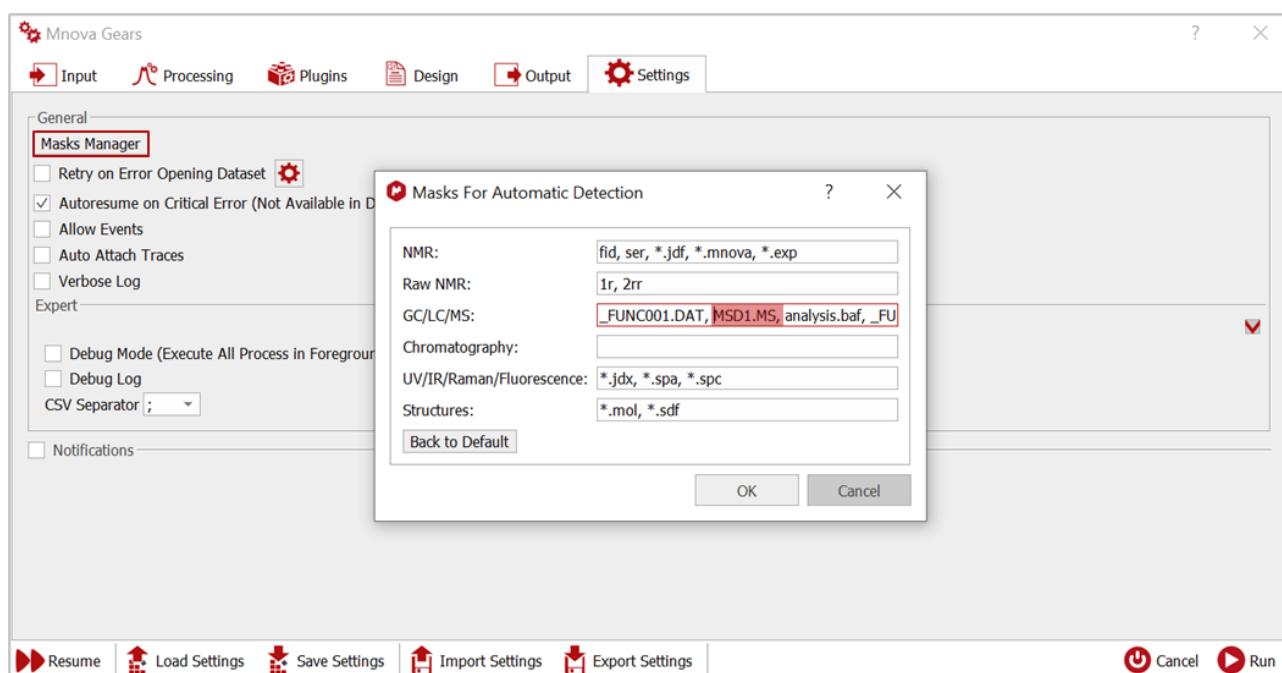 Mnova Gears ?
Input Processing Plugins Design Output Settings
General
Masks Manager
Retry on Error Opening Dataset
Autoresume on Critical Error (Not Available in D
Allow Events
Auto Attach Traces
Verbose Log
Expert
Debug Mode (Execute All Process in Foregroun
Debug Log
CSV Separator ;
Notifications
Masks For Automatic Detection ?
NMR: fid, ser, *.jdf, *.mnova, *.exp
Raw NMR: 1r, 2rr
GC/LC/MS: _FUNC001.DAT, MSD1.MS, analysis.baf, _FU
Chromatography:
UV/IR/Raman/Fluorescence: *.jdx, *.spa, *.spc
Structures: *.mol, *.sdf
Back to Default
OK Cancel
Resume Load Settings Save Settings Import Settings Export Settings Cancel Run